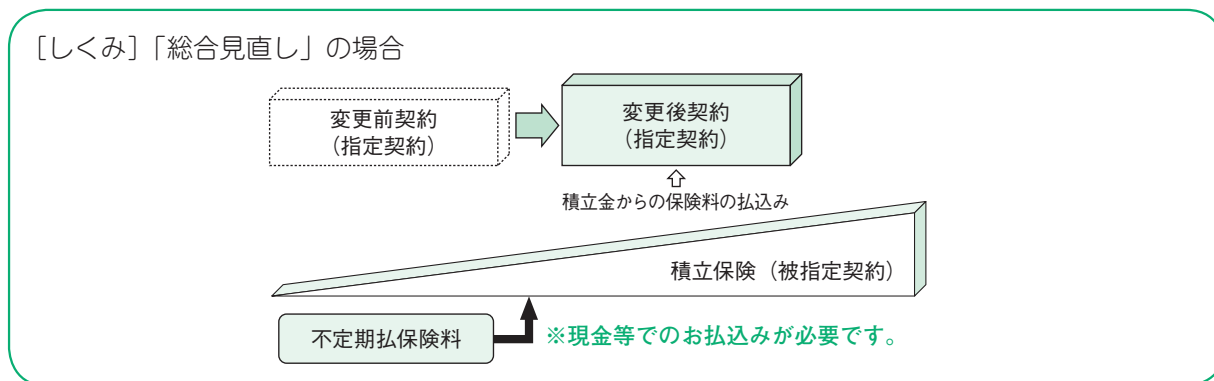 ［しくみ］「総合見直し」の場合
変更前契約
（指定契約）
変更後契約
（指定契約）
積立金からの保険料の払込み
積立保険（被指定契約）
不定期払保険料
※現金等でのお払込みが必要です。